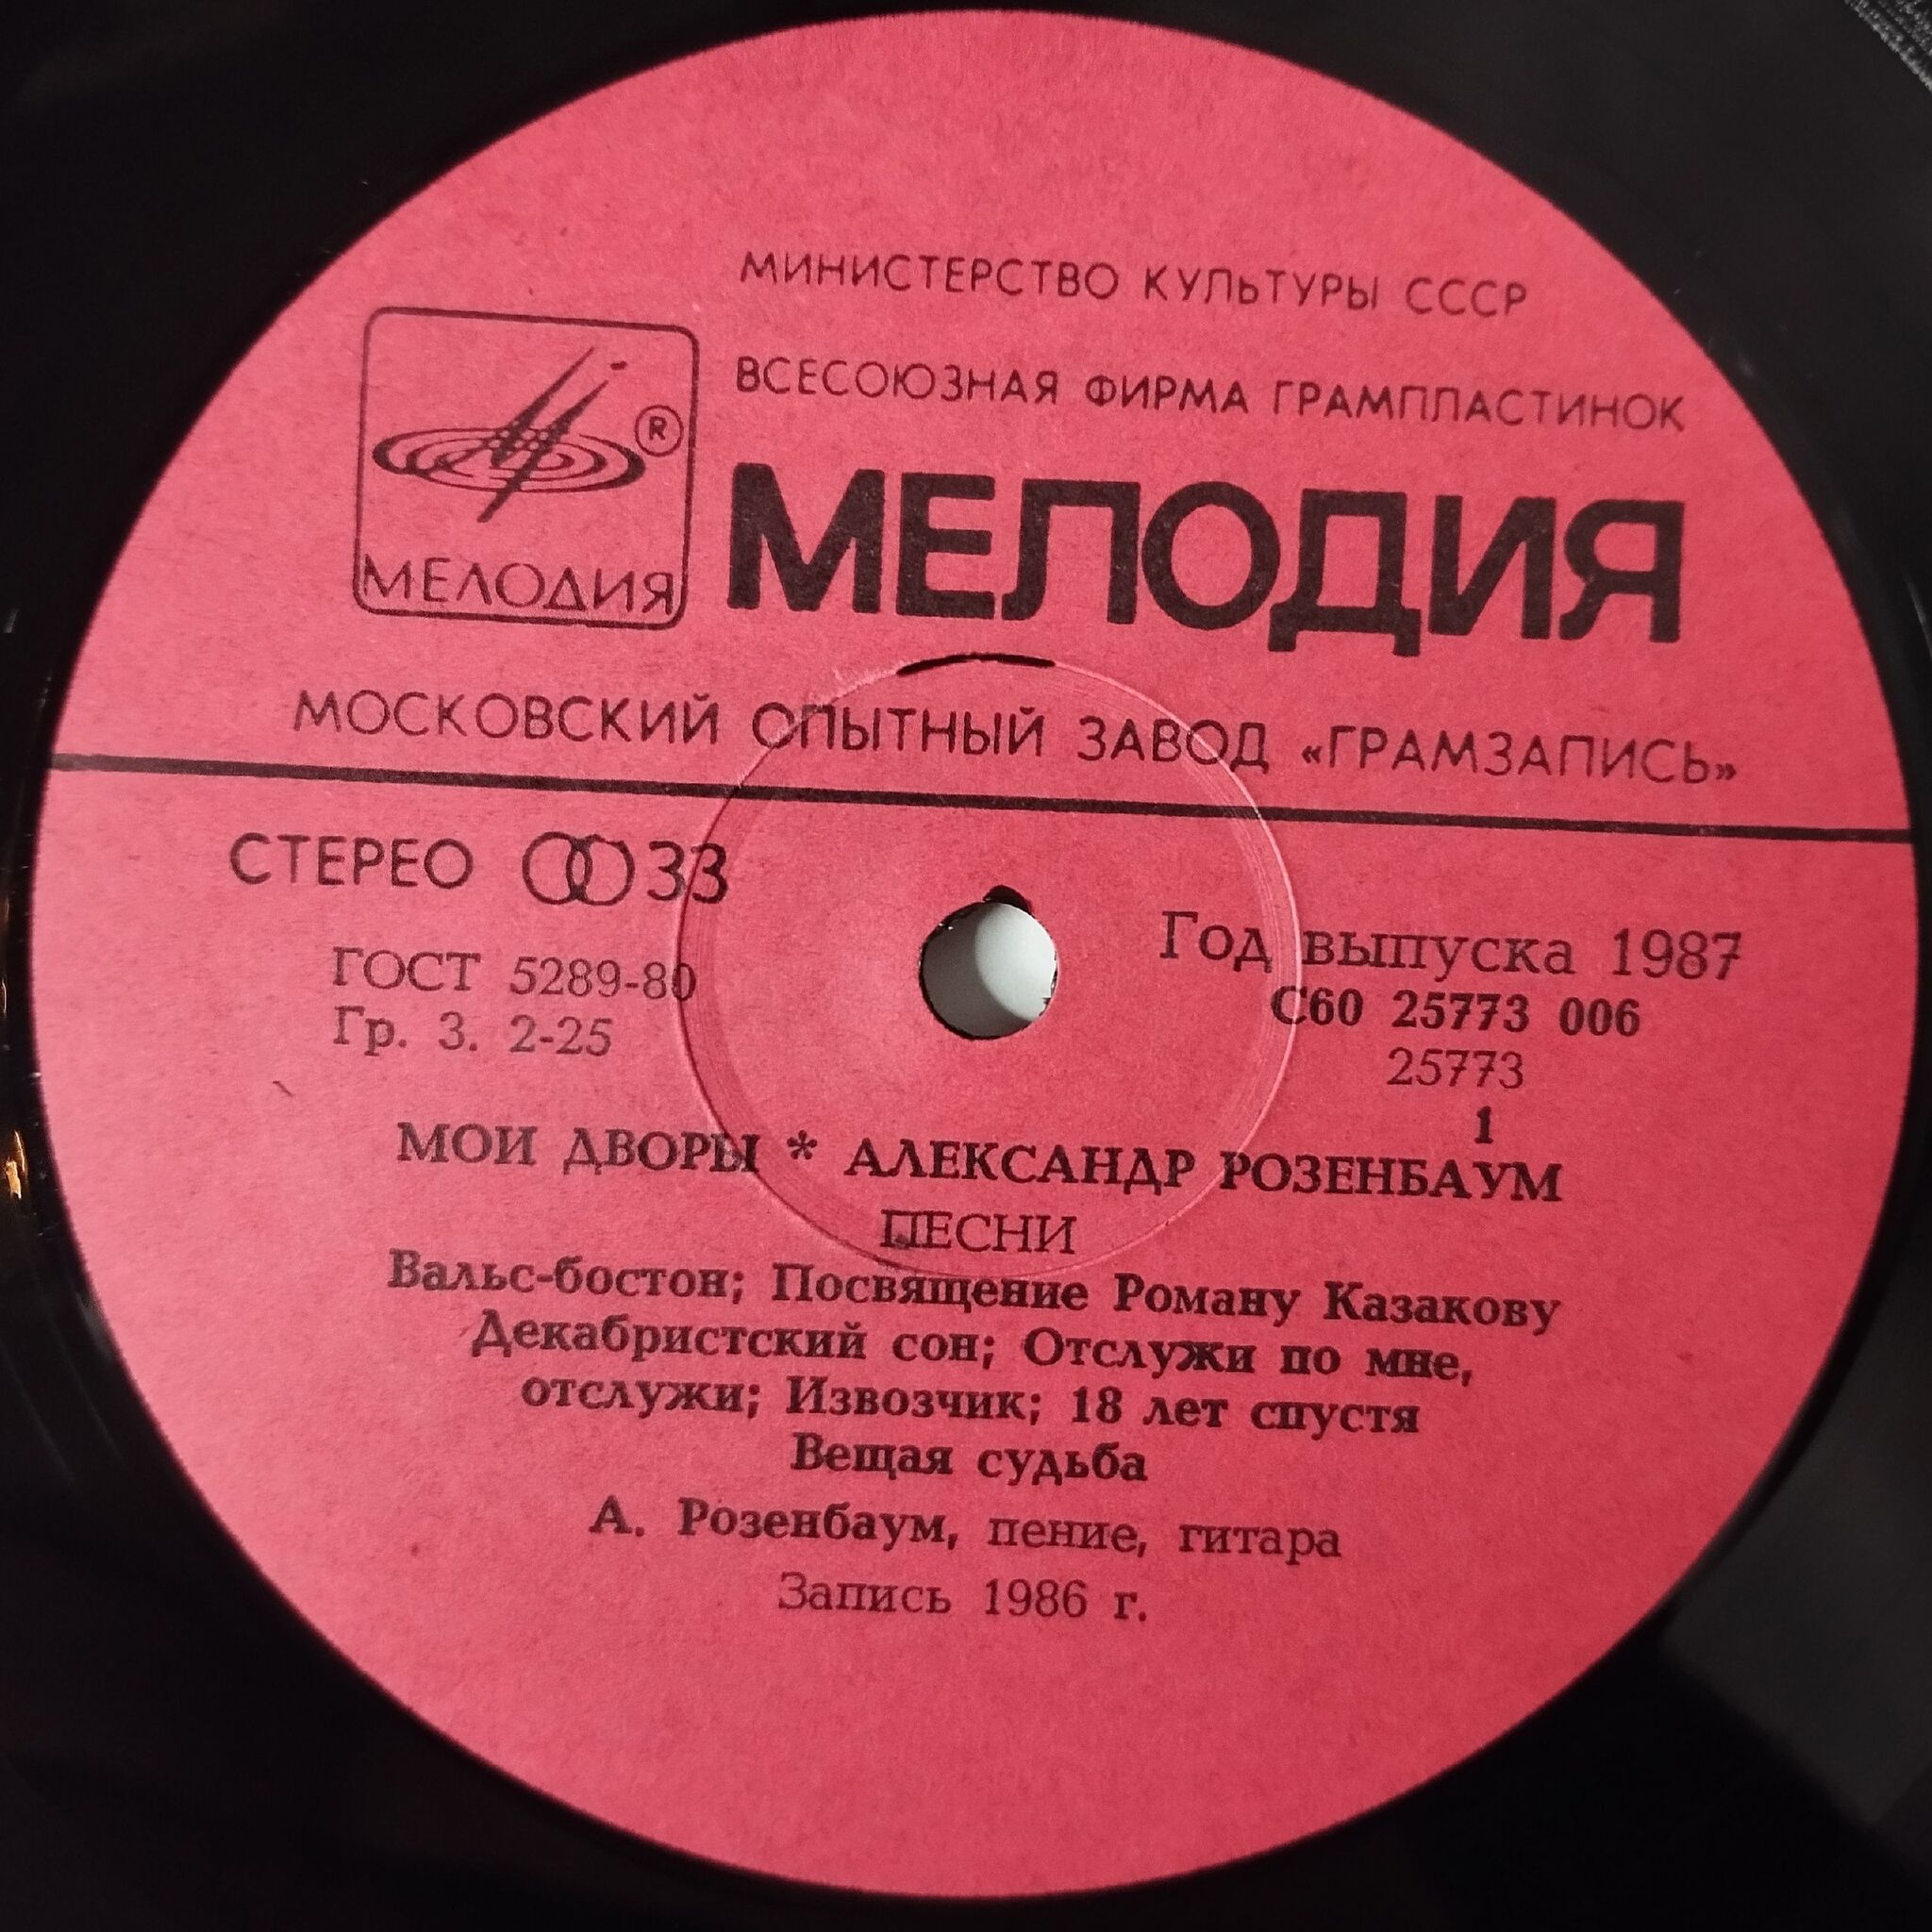 МИНИСТЕРСТВО КУЛЬТУРЫ СССР
ВСЕСОЮЗНАЯ ФИРМА ГРАМПЛАСТИНОК
®
МЕЛОДИЯ
МЕЛОДИЯ
МОСКОВСКИЙ ОПЫТНЫЙ ЗАВОД «ГРАМЗАПИСЬ»
СТЕРЕО 33
ГОСТ 5289-80
Гр. 3. 2-25
Год выпуска 1987
С60 25773 006
25773
1
МОИ ДВОРЫ * АЛЕКСАНДР РОЗЕНБАУМ
ПЕСНИ
Вальс-бостон; Посвящение Роману Казакову
Декабристский сон; Отслужи по мне,
отслужи; Извозчик; 18 лет спустя
Вещая судьба
А. Розенбаум, пение, гитара
Запись 1986 г.